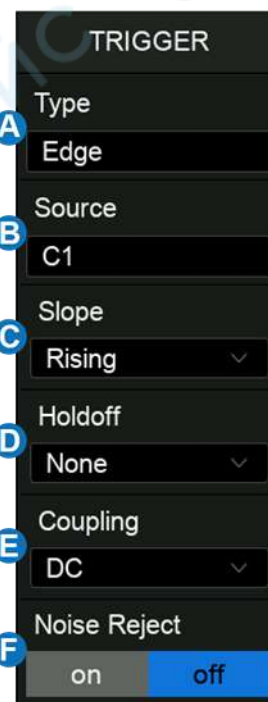 TRIGGER
Type
A
Edge
Source
B
C1
Slope
C
Rising
Holdoff
D
None
Coupling
E
DC
Noise Reject
F
on off